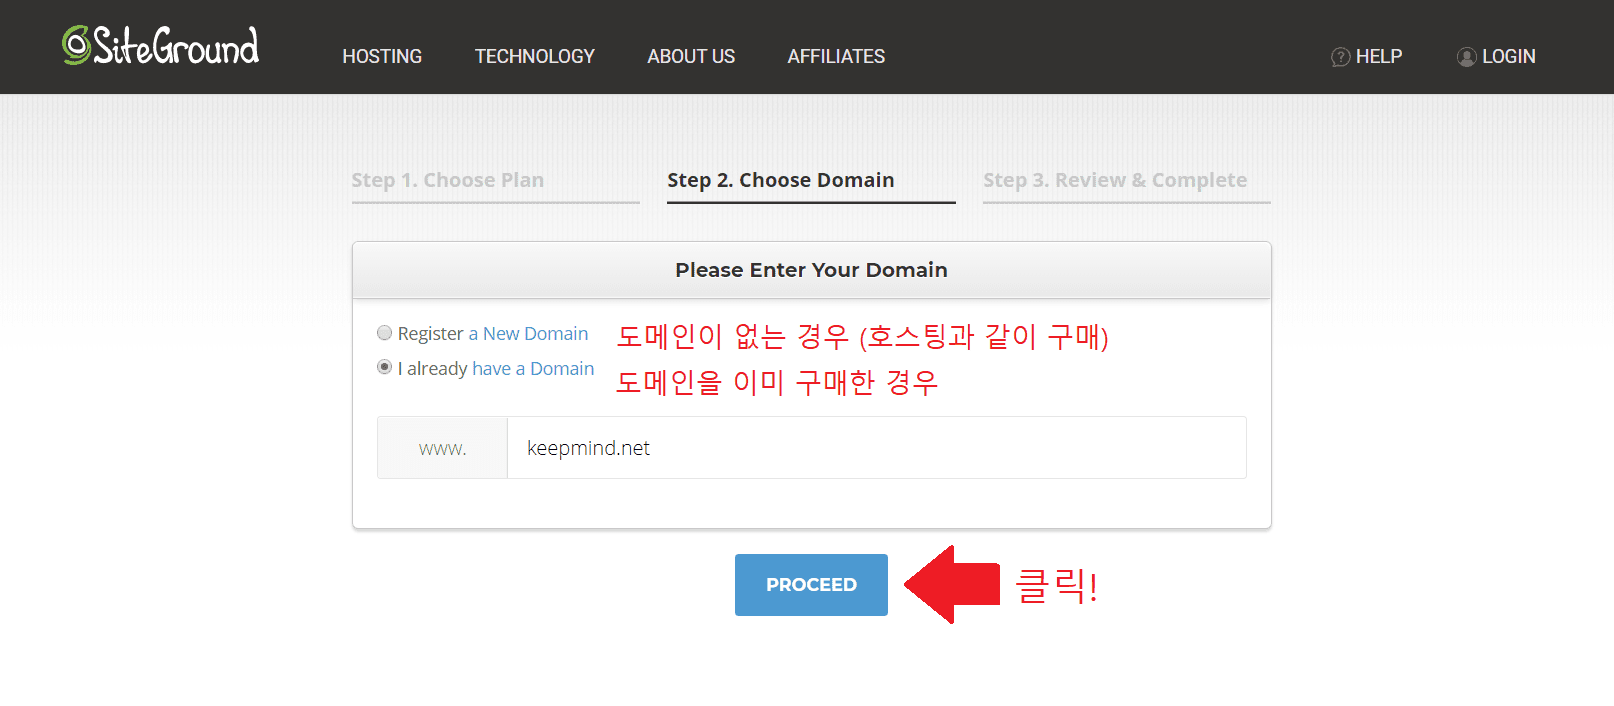 SiteGround HOSTING TECHNOLOGY ABOUT US AFFILIATES HELP LOGIN
Step 1. Choose Plan Step 2. Choose Domain Step 3. Review & Complete
Please Enter Your Domain
Register a New Domain 도메인이 없는 경우 (호스팅과 같이 구매)
I already have a Domain 도메인을 이미 구매한 경우
www. keepmind.net
PROCEED 클릭!